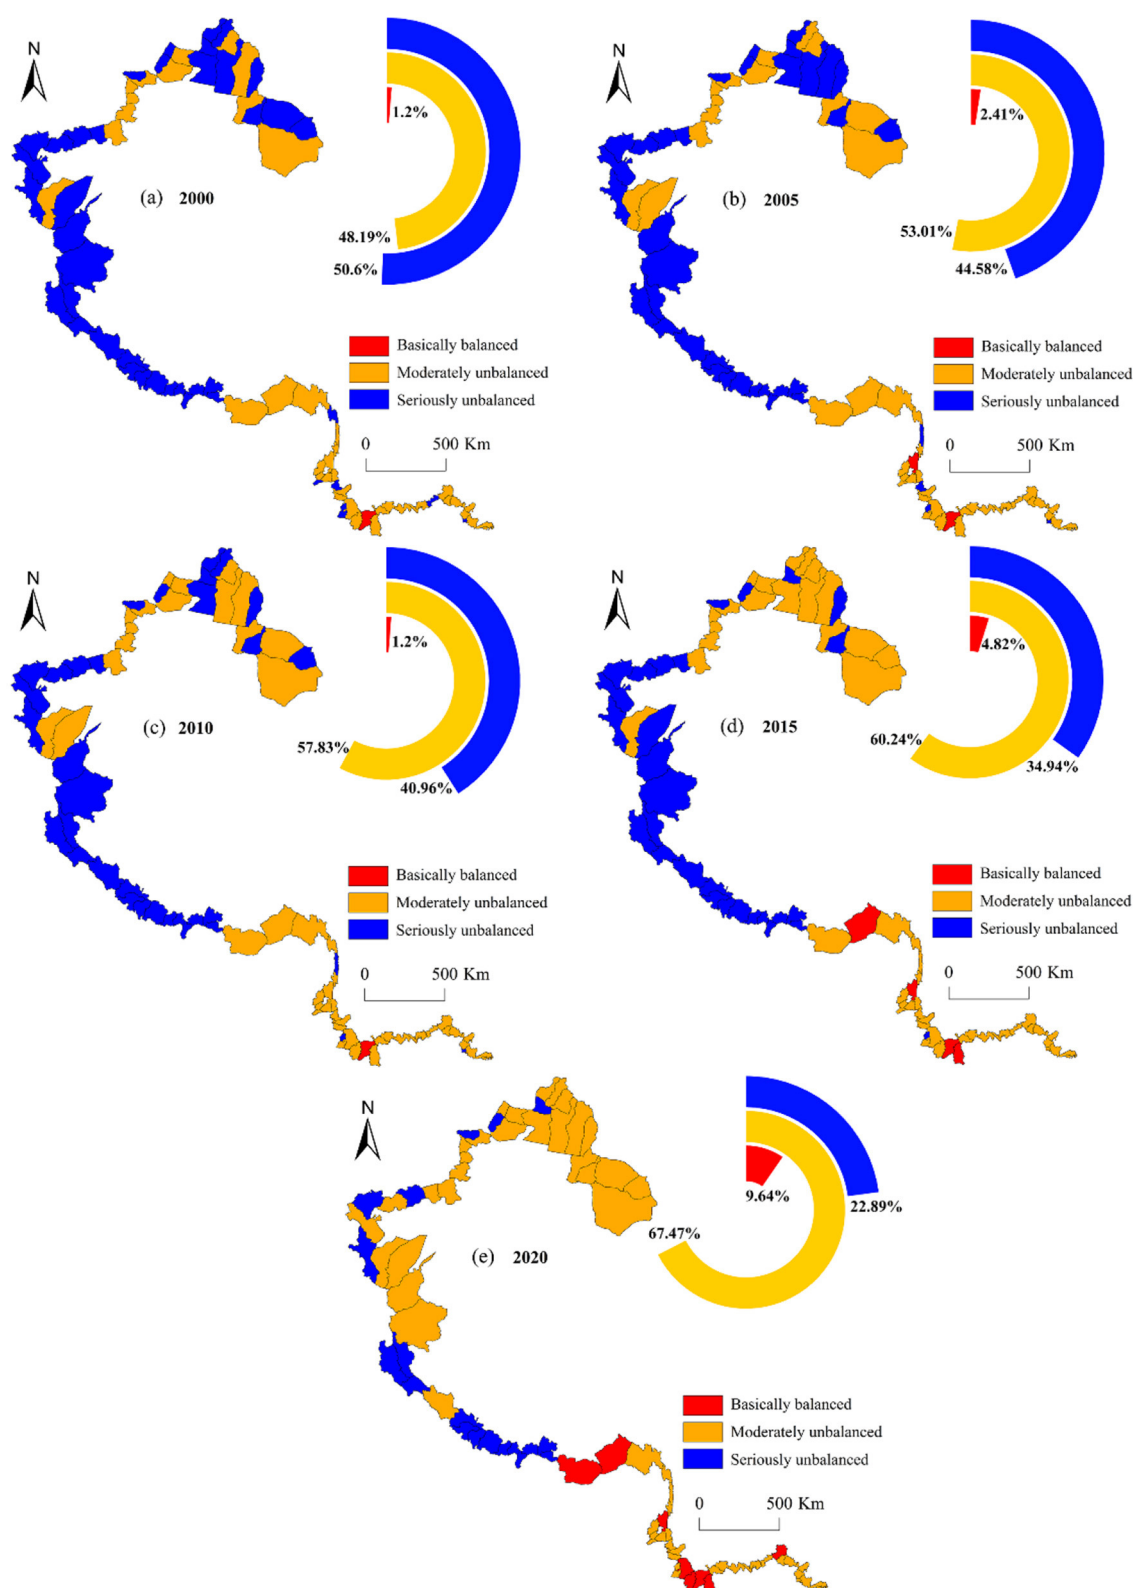 N
1.2%
(a) 2000
48.19%
50.6%
Basically balanced
Moderately unbalanced
Seriously unbalanced
0 500 Km
N
2.41%
(b) 2005
53.01%
44.58%
Basically balanced
Moderately unbalanced
Seriously unbalanced
0 500 Km
N
1.2%
(c) 2010
57.83%
40.96%
Basically balanced
Moderately unbalanced
Seriously unbalanced
0 500 Km
N
4.82%
(d) 2015
60.24%
34.94%
Basically balanced
Moderately unbalanced
Seriously unbalanced
0 500 Km
N
9.64%
22.89%
67.47%
(e) 2020
Basically balanced
Moderately unbalanced
Seriously unbalanced
0 500 Km